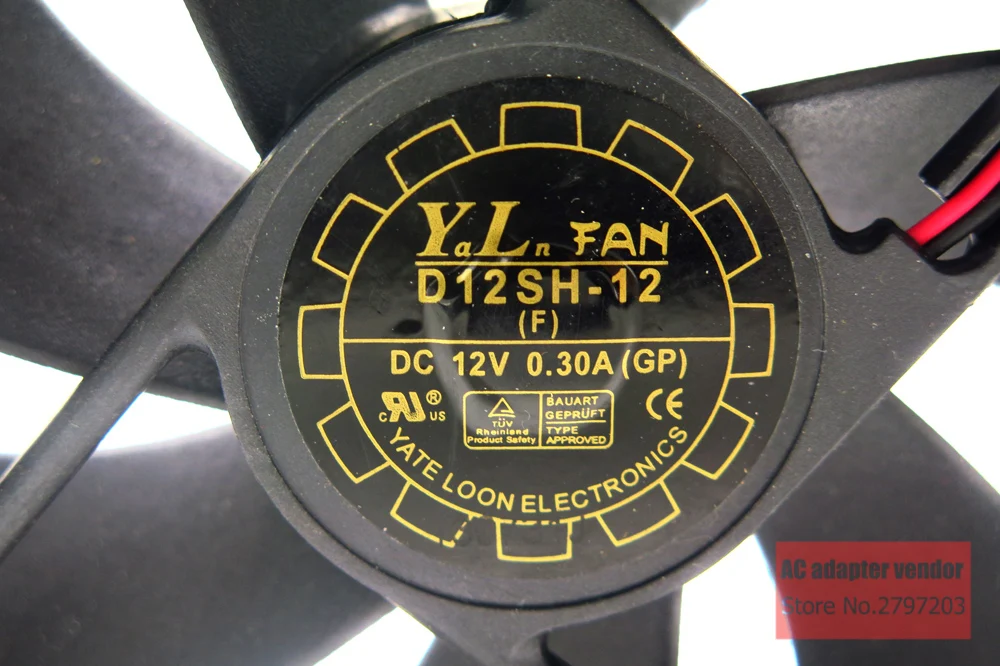 YaLn FAN
D12SH-12
(F)
DC 12V 0.30A (GP)
C RU ® US
TÜV
Rheinland
Product Safety
BAUART
GEPRÜFT
TYPE
APPROVED
CE
YATE LOON ELECTRONICS
AC adapter vendor
Store No.2797203